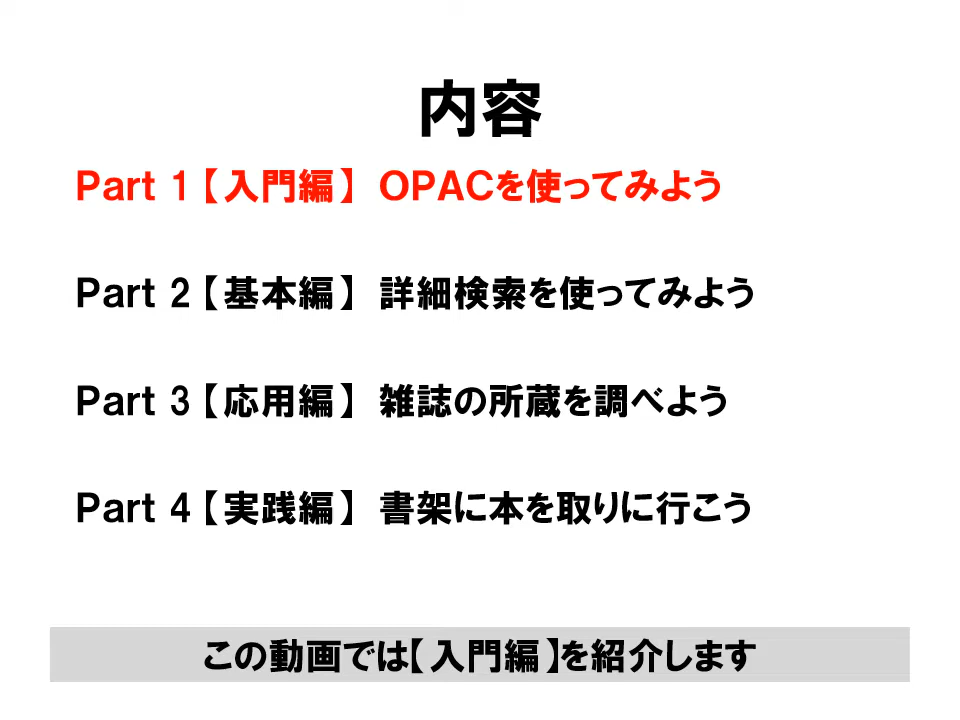 内容
Part 1【入門編】 OPACを使ってみよう
Part 2【基本編】 詳細検索を使ってみよう
Part 3【応用編】 雑誌の所蔵を調べよう
Part 4【実践編】 書架に本を取りに行こう
この動画では【入門編】を紹介します